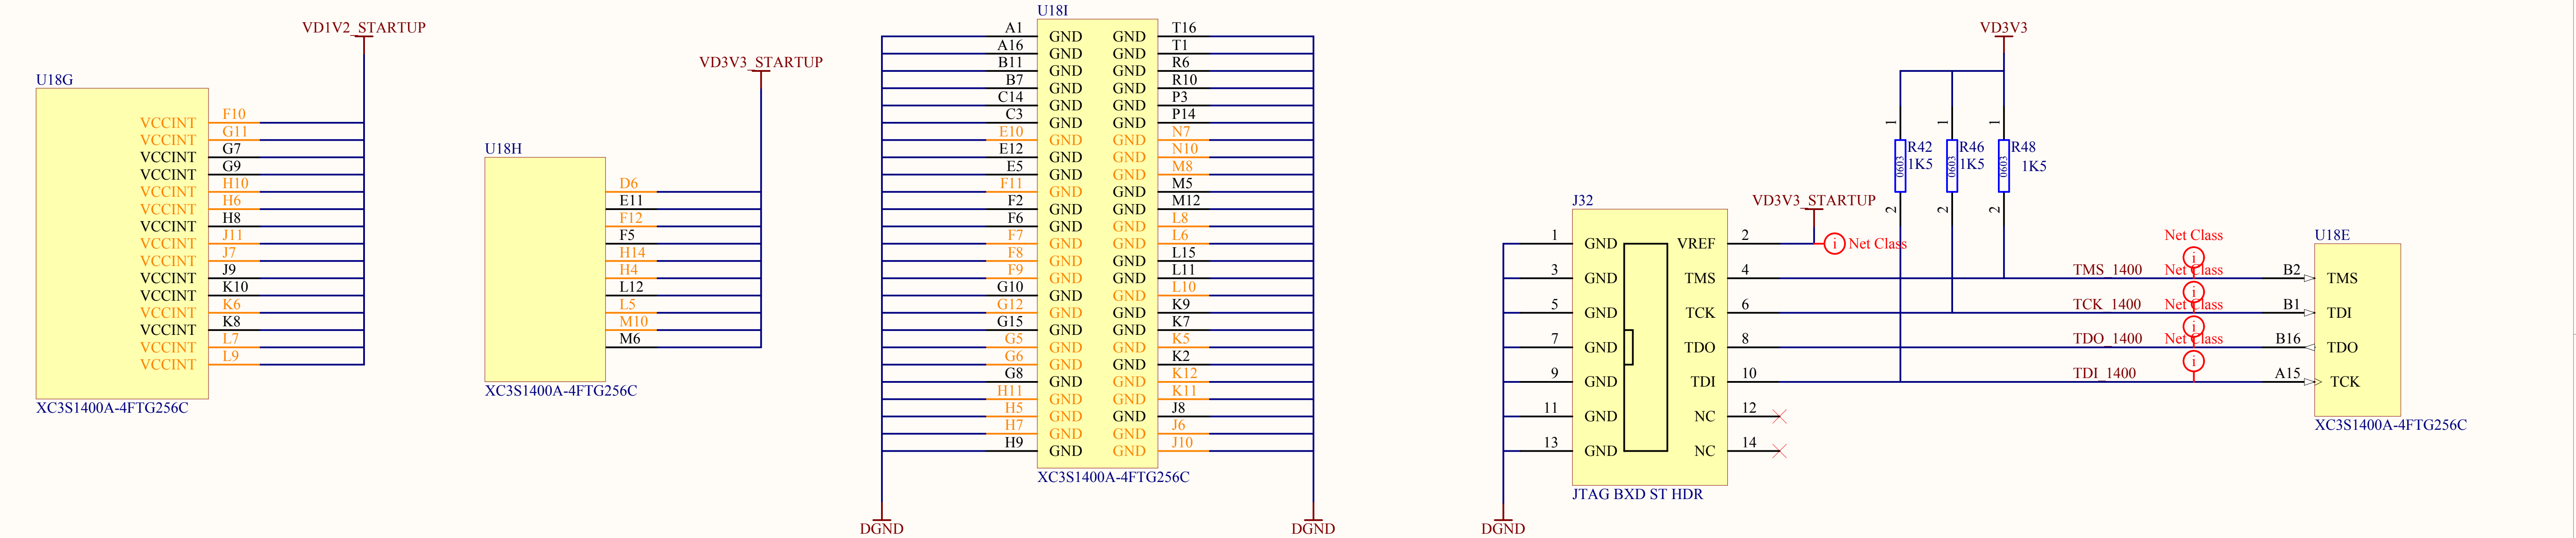 VD1V2_STARTUP
U18G
VCCINT F10
VCCINT G11
VCCINT G7
VCCINT G9
VCCINT H10
VCCINT H6
VCCINT H8
VCCINT J11
VCCINT J7
VCCINT J9
VCCINT K10
VCCINT K6
VCCINT K8
VCCINT L7
VCCINT L9
XC3S1400A-4FTG256C
VD3V3_STARTUP
U18H
D6
E11
F12
F5
H14
H4
L12
L5
M10
M6
XC3S1400A-4FTG256C
U18I
A1 GND GND T16
A16 GND GND T1
B11 GND GND R6
B7 GND GND R10
C14 GND GND P3
C3 GND GND P14
E10 GND GND N7
E12 GND GND N10
E5 GND GND M8
F11 GND GND M5
F2 GND GND M12
F6 GND GND L8
F7 GND GND L6
F8 GND GND L15
F9 GND GND L11
G10 GND GND L10
G12 GND GND K9
G15 GND GND K7
G5 GND GND K5
G6 GND GND K2
G8 GND GND K12
H11 GND GND K11
H5 GND GND J8
H7 GND GND J6
H9 GND GND J10
XC3S1400A-4FTG256C
DGND
DGND
VD3V3
1 1 1
R42 R46 R48
1K5 1K5 1K5
0603 0603 0603
2 2 2
VD3V3_STARTUP
Net Class
J32
1 GND VREF 2
3 GND TMS 4
5 GND TCK 6
7 GND TDO 8
9 GND TDI 10
11 GND NC 12
13 GND NC 14
JTAG BXD ST HDR
DGND
Net Class
TMS_1400 Net Class
TCK_1400 Net Class
TDO_1400 Net Class
TDI_1400
U18E
B2 TMS
B1 TDI
B16 TDO
A15 TCK
XC3S1400A-4FTG256C